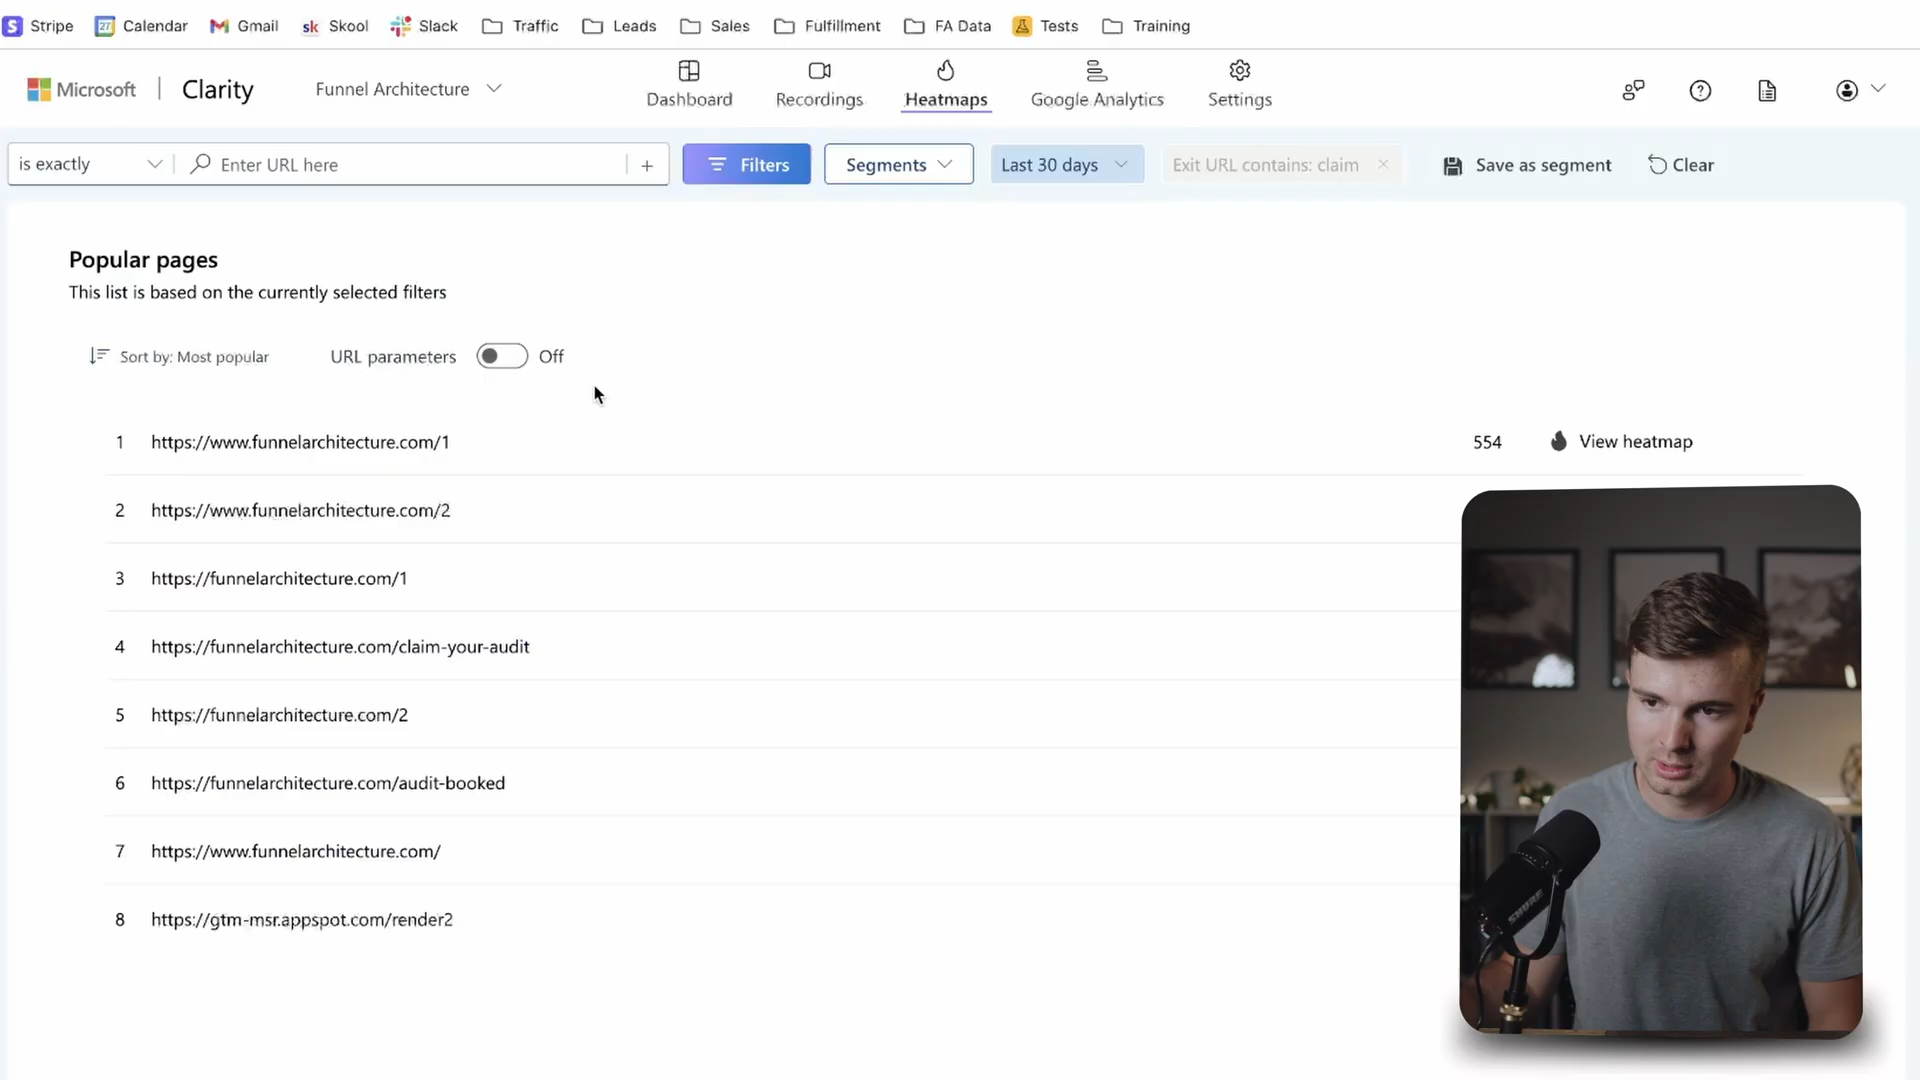 Stripe Calendar Gmail sk Skool Slack Traffic Leads Sales Fulfillment FA Data Tests Training
Microsoft | Clarity Funnel Architecture Dashboard Recordings Heatmaps Google Analytics Settings
is exactly Enter URL here + Filters Segments Last 30 days Exit URL contains: claim × Save as segment Clear
Popular pages
This list is based on the currently selected filters
Sort by: Most popular URL parameters Off
1 https://www.funnelarchitecture.com/1 554 View heatmap
2 https://www.funnelarchitecture.com/2
3 https://funnelarchitecture.com/1
4 https://funnelarchitecture.com/claim-your-audit
5 https://funnelarchitecture.com/2
6 https://funnelarchitecture.com/audit-booked
7 https://www.funnelarchitecture.com/
8 https://gtm-msr.appspot.com/render2
SHURE